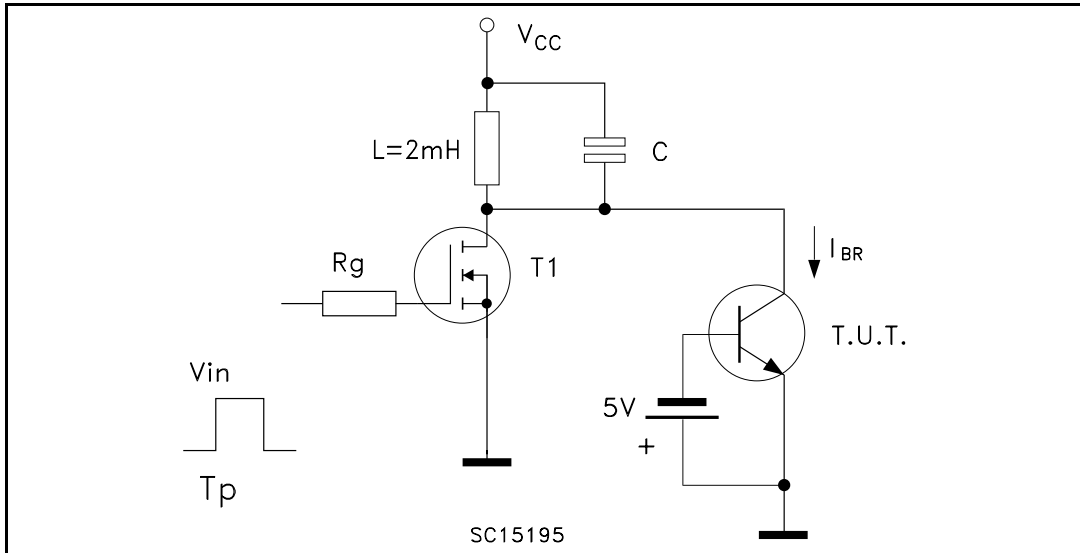 VCC
L=2mH
C
Rg
T1
IBR
T.U.T.
Vin
5V
+
Tp
SC15195